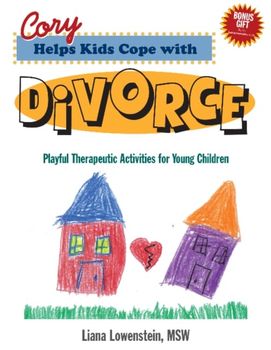 Cory
Helps Kids Cope with
DiVORCE
BONUS
GIFT
Playful Therapeutic Activities for Young Children
Liana Lowenstein, MSW